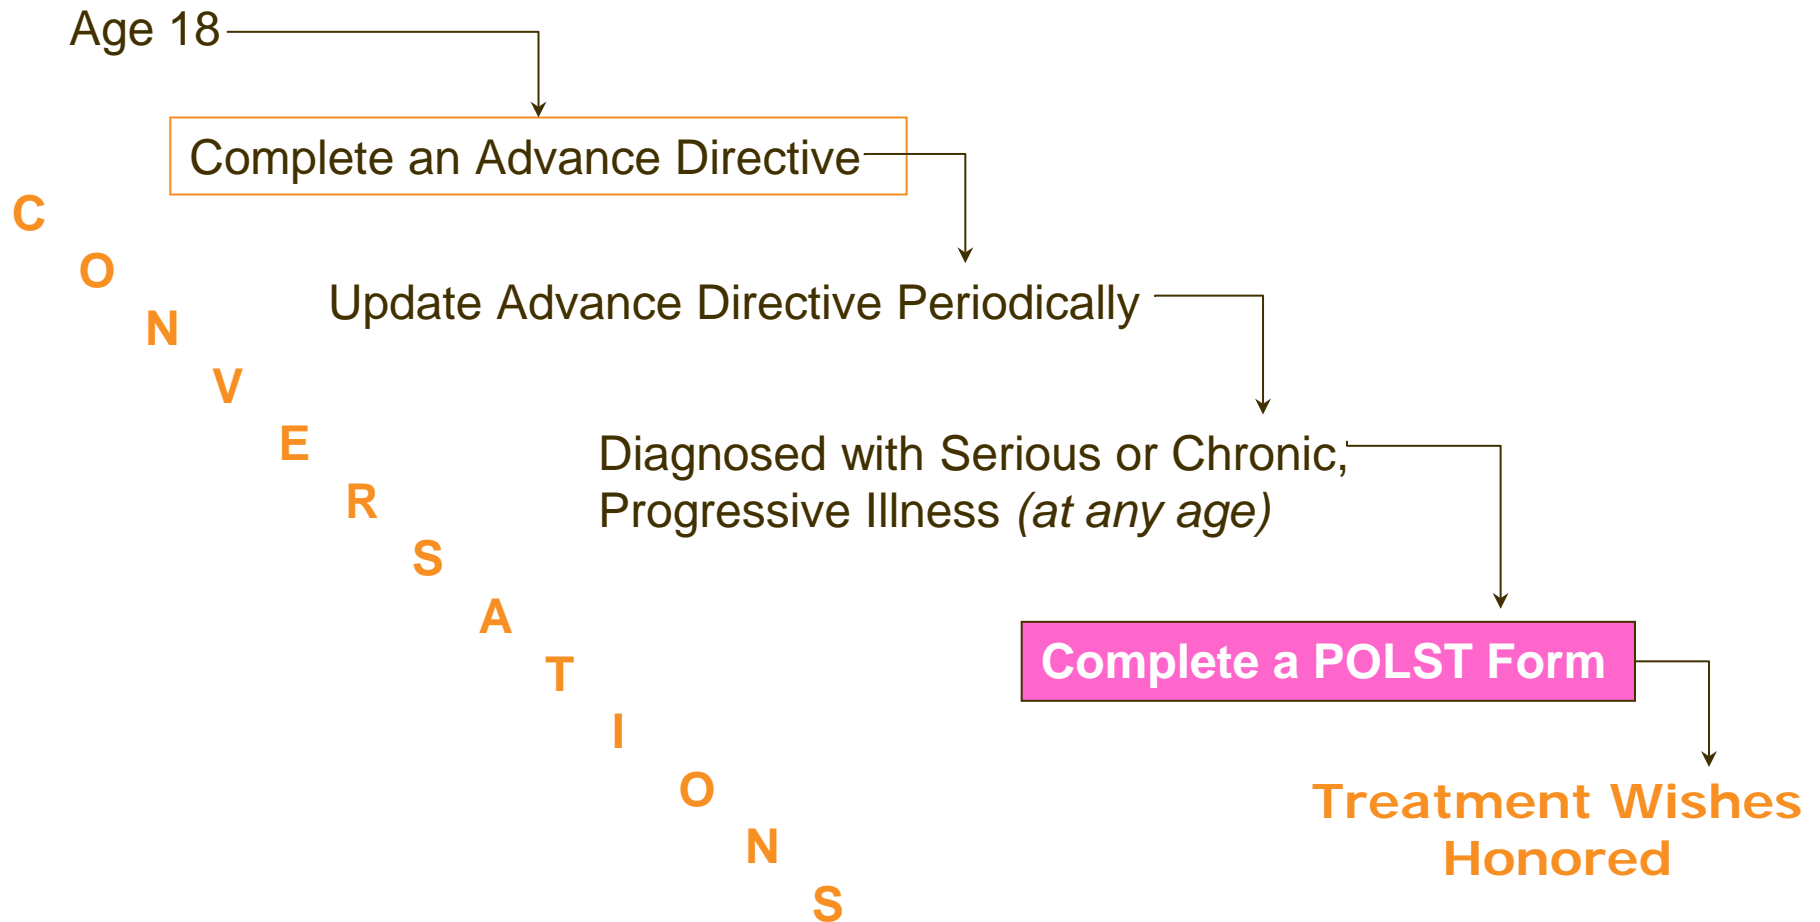 Age 18
Complete an Advance Directive
CONVERSATIONS
Update Advance Directive Periodically
Diagnosed with Serious or Chronic,
Progressive Illness (at any age)
Complete a POLST Form
Treatment Wishes
Honored